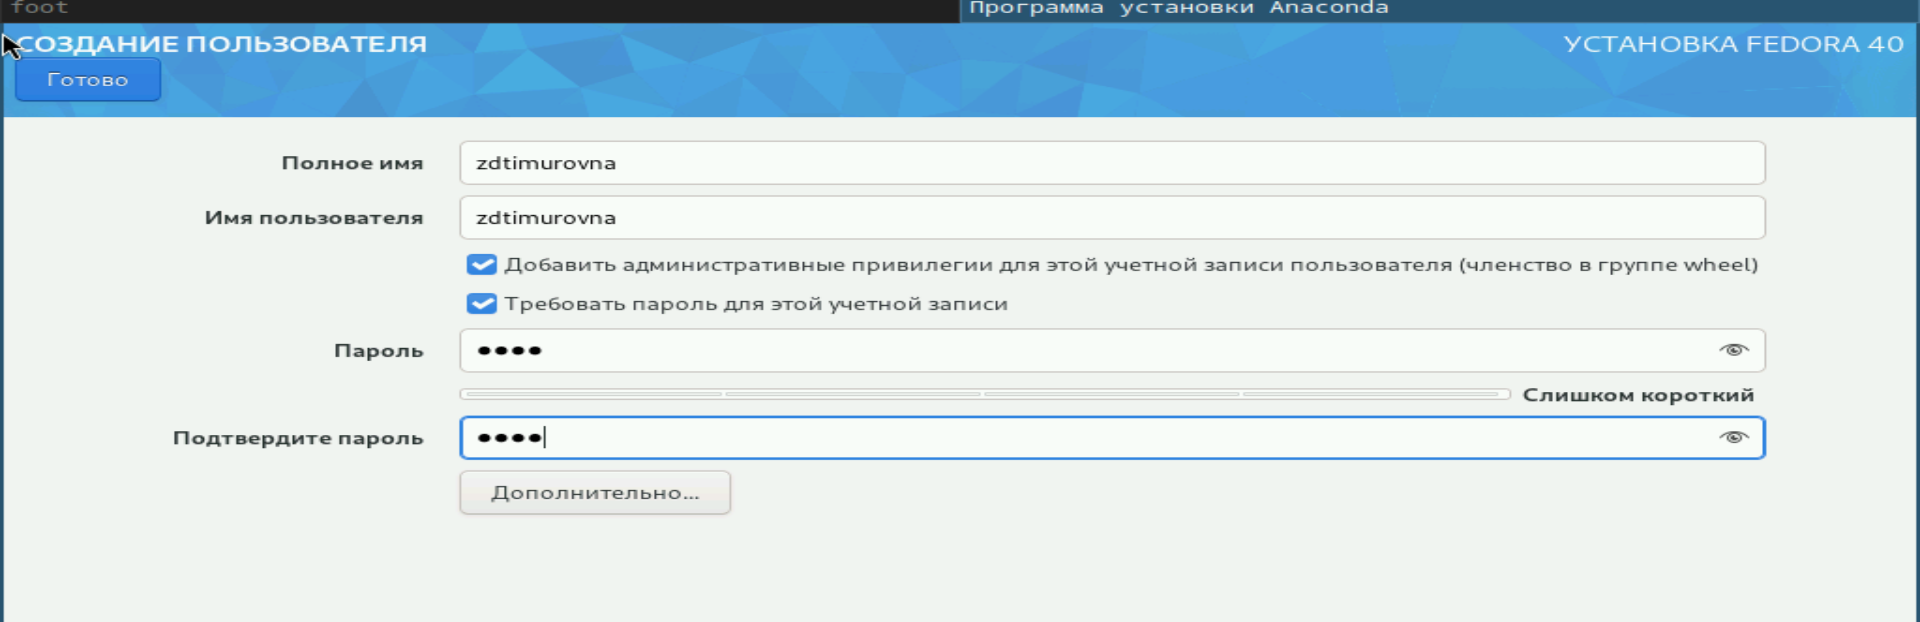 foot
Программа установки Anaconda
СОЗДАНИЕ ПОЛЬЗОВАТЕЛЯ
УСТАНОВКА FEDORA 40
Готово
Полное имя
zdtimurovna
Имя пользователя
zdtimurovna
Добавить административные привилегии для этой учетной записи пользователя (членство в группе wheel)
Требовать пароль для этой учетной записи
Пароль
●●●●
Слишком короткий
Подтвердите пароль
●●●●
Дополнительно...